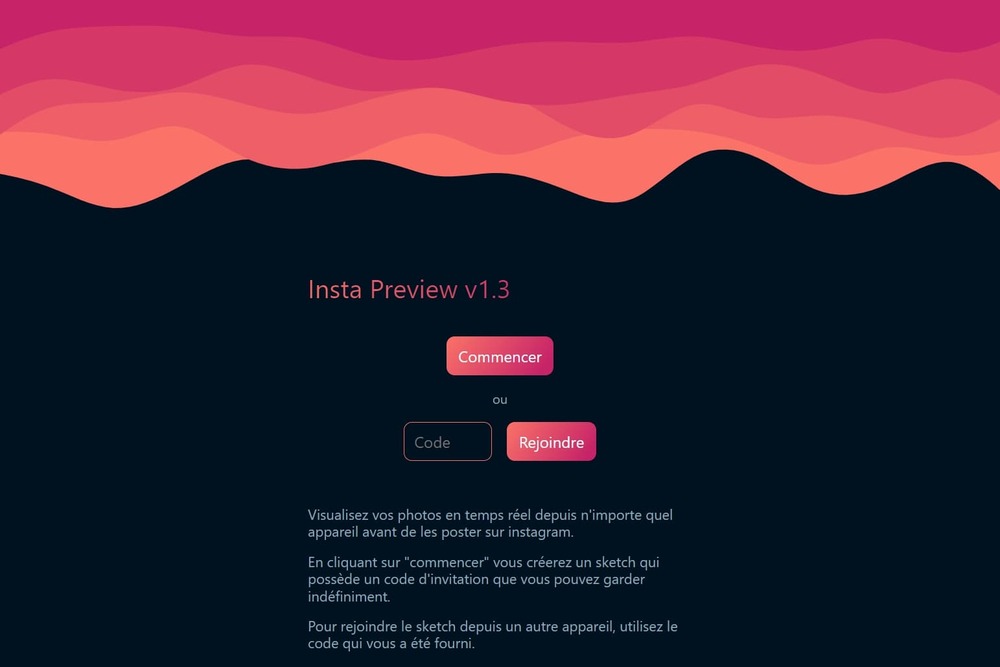 Insta Preview v1.3
Commencer
ou
Code
Rejoindre
Visualisez vos photos en temps réel depuis n'importe quel
appareil avant de les poster sur instagram.
En cliquant sur "commencer" vous créerez un sketch qui
possède un code d'invitation que vous pouvez garder
indéfiniment.
Pour rejoindre le sketch depuis un autre appareil, utilisez le
code qui vous a été fourni.